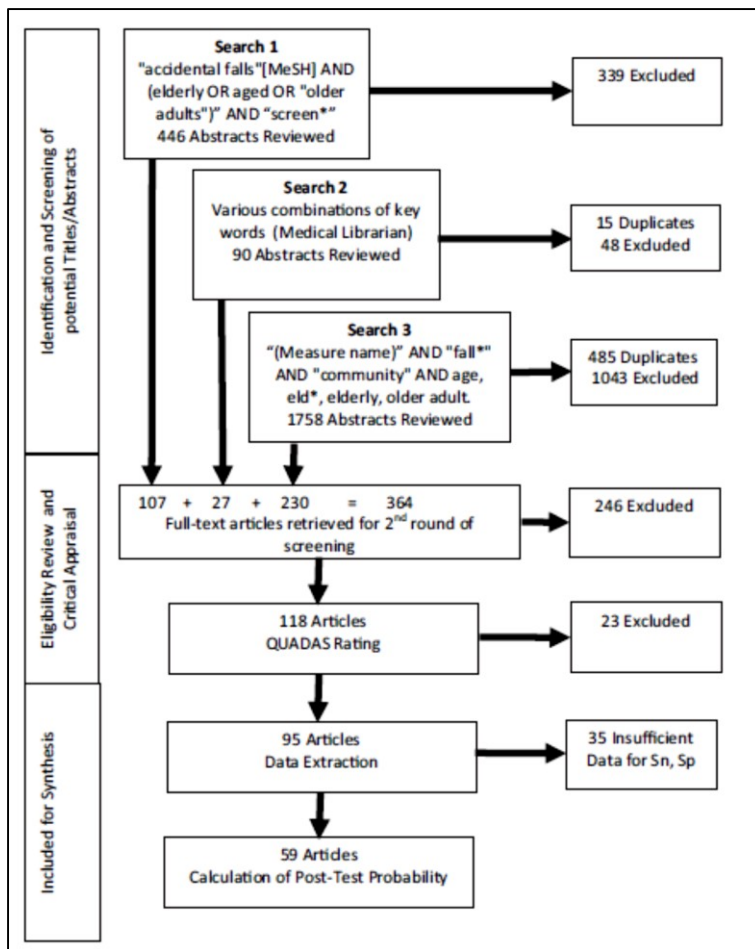 Identification and Screening of
potential Titles/Abstracts
Search 1
"accidental falls"[MeSH] AND
(elderly OR aged OR "older
adults")” AND “screen*”
446 Abstracts Reviewed
339 Excluded
Search 2
Various combinations of key
words (Medical Librarian)
90 Abstracts Reviewed
15 Duplicates
48 Excluded
Search 3
“(Measure name)” AND "fall*"
AND "community" AND age,
eld*, elderly, older adult.
1758 Abstracts Reviewed
485 Duplicates
1043 Excluded
Eligibility Review and
Critical Appraisal
107 + 27 + 230 = 364
Full-text articles retrieved for 2nd round of
screening
246 Excluded
118 Articles
QUADAS Rating
23 Excluded
Included for Synthesis
95 Articles
Data Extraction
35 Insufficient
Data for Sn, Sp
59 Articles
Calculation of Post-Test Probability